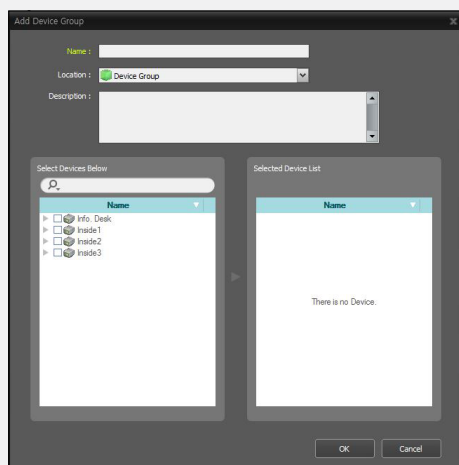 Add Device Group
Name :
Location : Device Group
Description :
Select Devices Below
Selected Device List
Name
Name
Info. Desk
Inside1
Inside2
Inside3
There is no Device.
OK Cancel